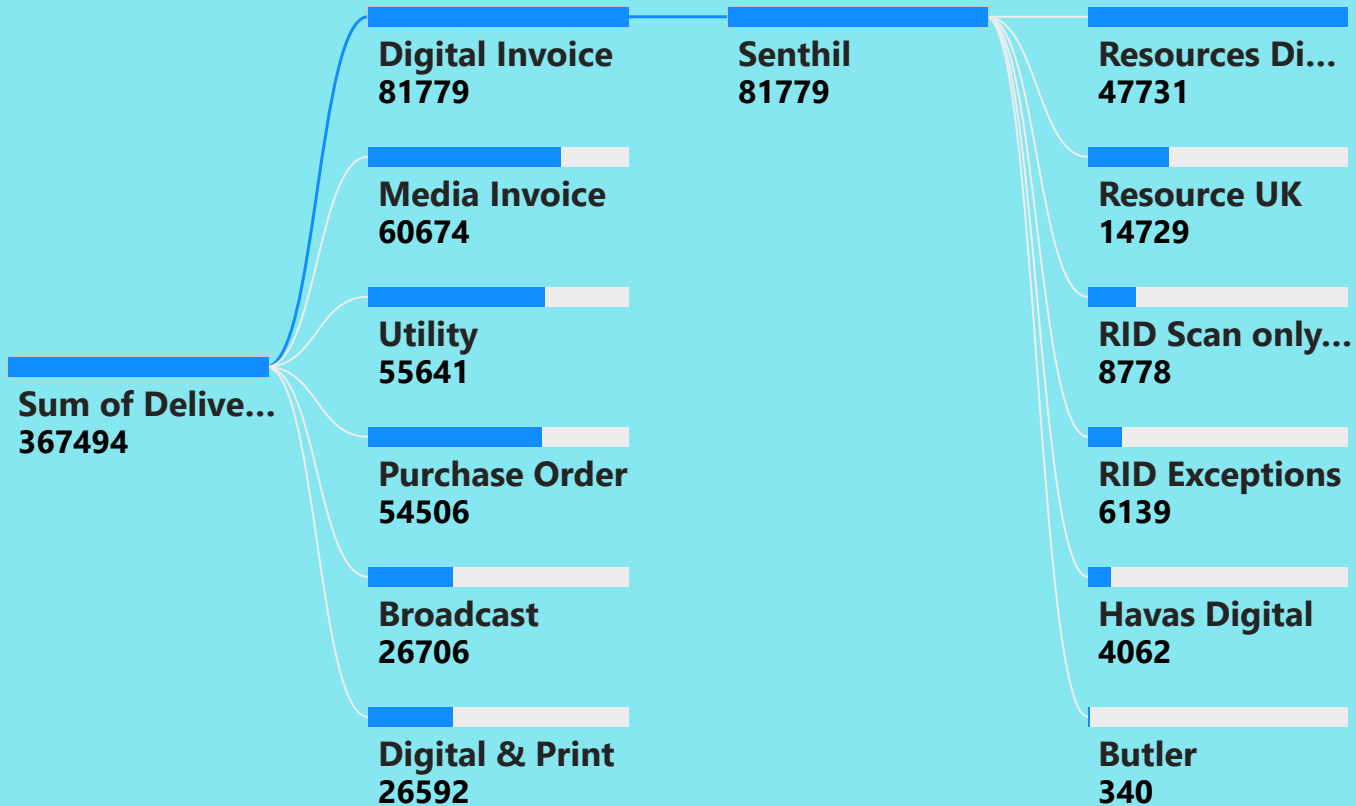 Digital Invoice
81779
Senthil
81779
Resources Di...
47731
Media Invoice
60674
Resource UK
14729
Utility
55641
RID Scan only...
8778
Sum of Delive...
367494
Purchase Order
54506
RID Exceptions
6139
Broadcast
26706
Havas Digital
4062
Digital & Print
26592
Butler
340